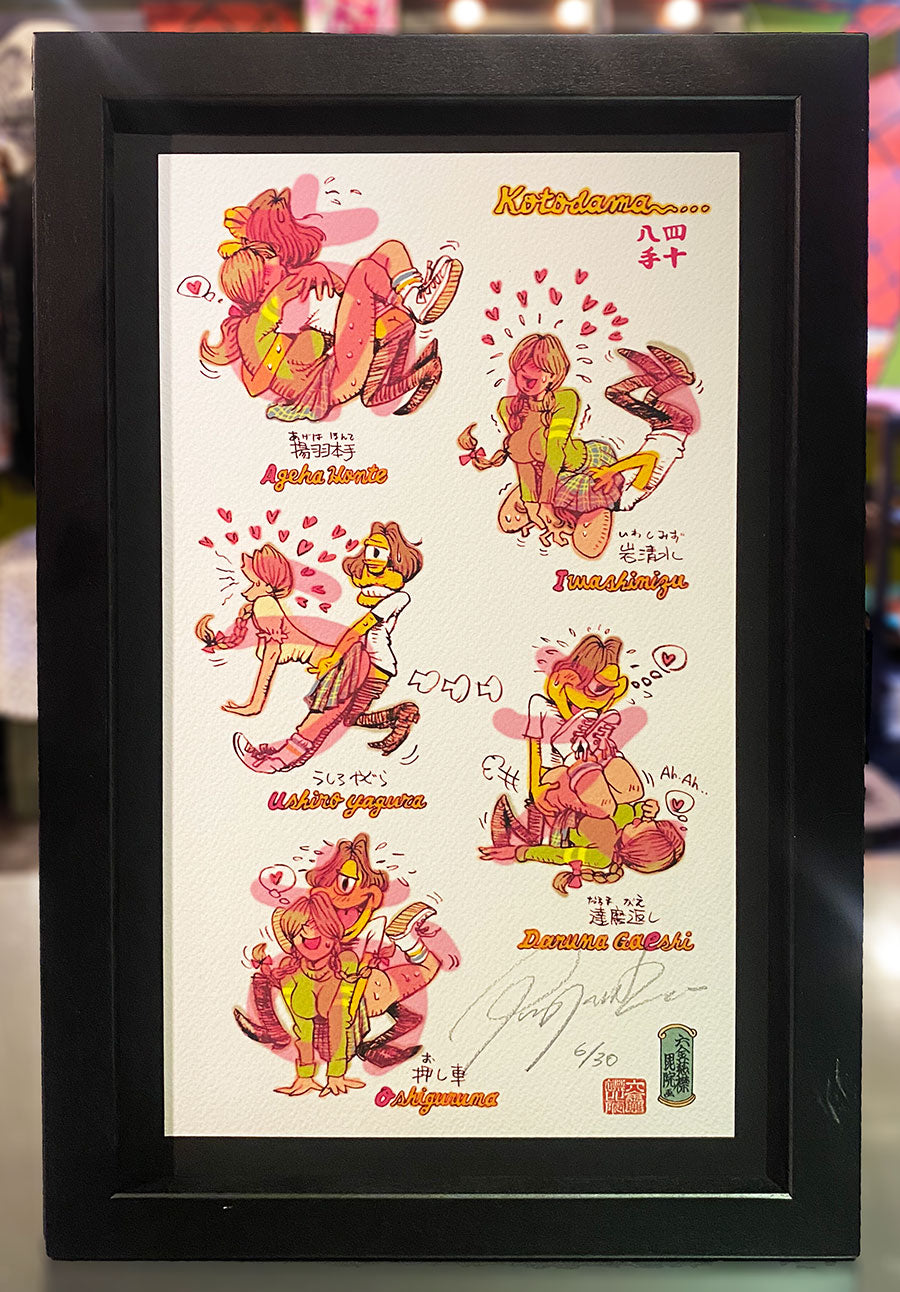 Kotodama~~...
四十
八手
あげは ほんて
揚羽本手
Ageha Honte
いわしみず
岩清水
Iwashimizu
うしろやぐら
Ushiro yagura
Ah. Ah..
だるま がえ
達磨返し
Daruma Gaeshi
お
押し車
Oshiguruma
6/30